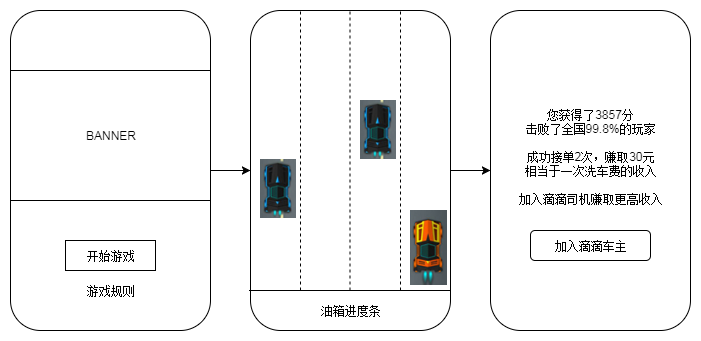 BANNER
开始游戏
游戏规则
油箱进度条
您获得了3857分
击败了全国99.8%的玩家
成功接单2次，赚取30元
相当于一次洗车费的收入
加入滴滴司机赚取更高收入
加入滴滴车主